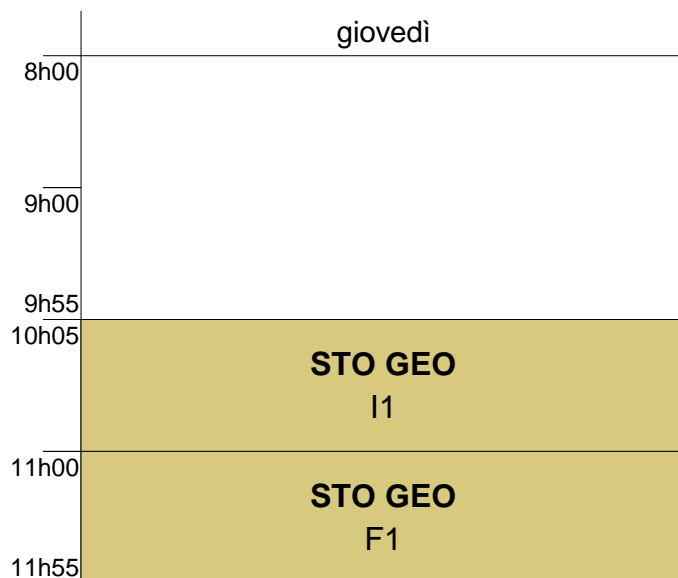 giovedì
8h00
9h00
9h55
10h05
STO GEO
I1
11h00
STO GEO
F1
11h55